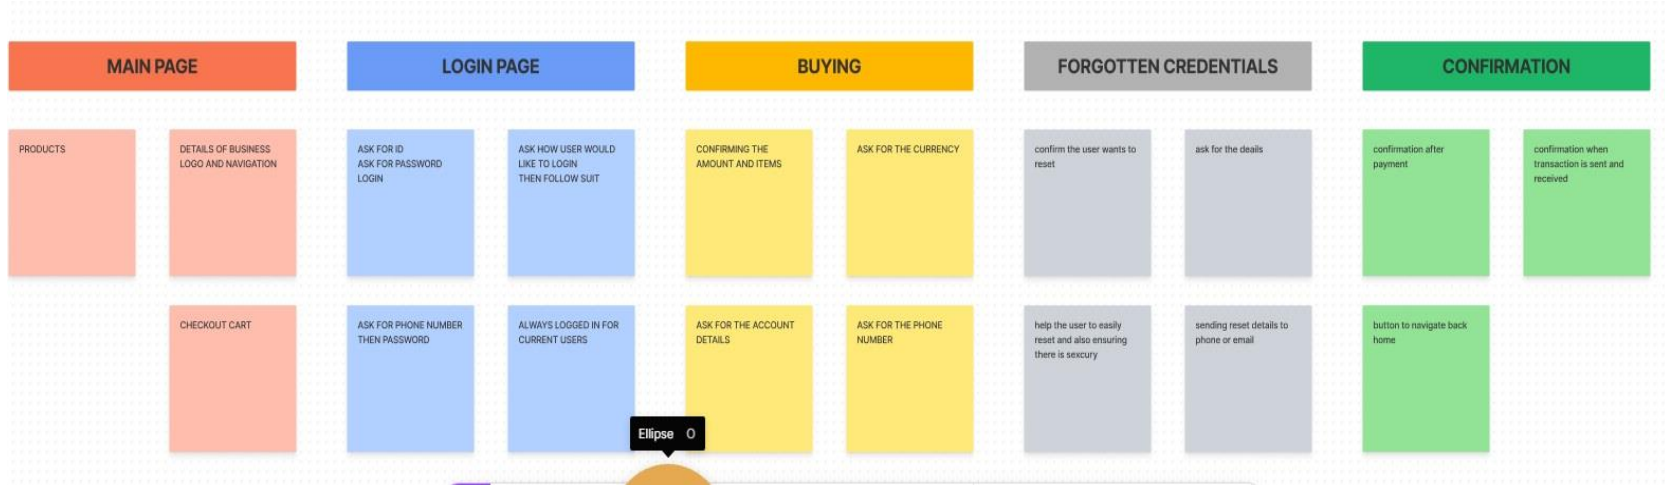 MAIN PAGE
LOGIN PAGE
BUYING
FORGOTTEN CREDENTIALS
CONFIRMATION
PRODUCTS
DETAILS OF BUSINESS
LOGO AND NAVIGATION
ASK FOR ID
ASK FOR PASSWORD
LOGIN
ASK HOW USER WOULD
LIKE TO LOGIN
THEN FOLLOW SUIT
CONFIRMING THE
AMOUNT AND ITEMS
ASK FOR THE CURRENCY
confirm the user wants to
reset
ask for the deails
confirmation after
payment
confirmation when
transaction is sent and
received
CHECKOUT CART
ASK FOR PHONE NUMBER
THEN PASSWORD
ALWAYS LOGGED IN FOR
CURRENT USERS
ASK FOR THE ACCOUNT
DETAILS
ASK FOR THE PHONE
NUMBER
help the user to easily
reset and also ensuring
there is sexcury
sending reset details to
phone or email
button to navigate back
home
Ellipse O